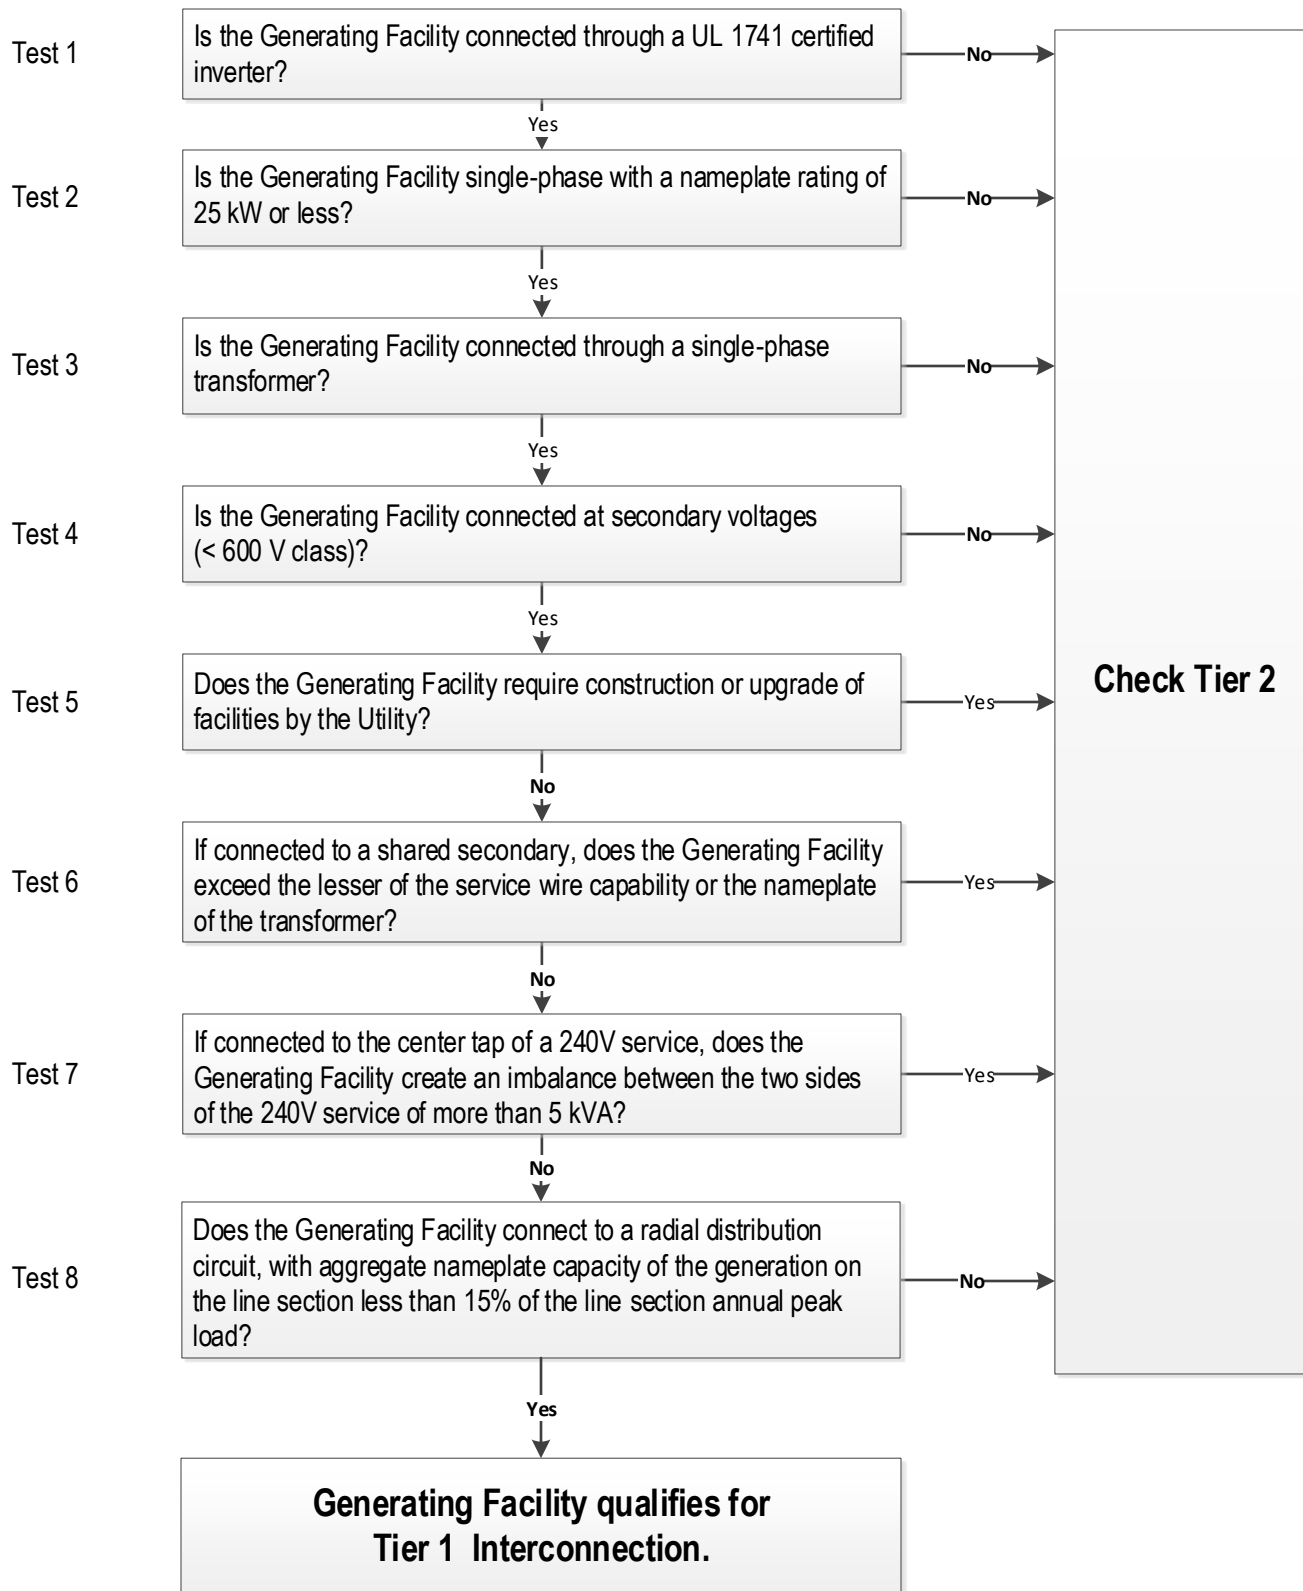 Test 1
Is the Generating Facility connected through a UL 1741 certified
inverter?
No
Yes
Test 2
Is the Generating Facility single-phase with a nameplate rating of
25 kW or less?
No
Yes
Test 3
Is the Generating Facility connected through a single-phase
transformer?
No
Yes
Test 4
Is the Generating Facility connected at secondary voltages
(< 600 V class)?
No
Yes
Test 5
Does the Generating Facility require construction or upgrade of
facilities by the Utility?
Yes
No
Check Tier 2
Test 6
If connected to a shared secondary, does the Generating Facility
exceed the lesser of the service wire capability or the nameplate
of the transformer?
Yes
No
Test 7
If connected to the center tap of a 240V service, does the
Generating Facility create an imbalance between the two sides
of the 240V service of more than 5 kVA?
Yes
No
Test 8
Does the Generating Facility connect to a radial distribution
circuit, with aggregate nameplate capacity of the generation on
the line section less than 15% of the line section annual peak
load?
No
Yes
Generating Facility qualifies for
Tier 1 Interconnection.